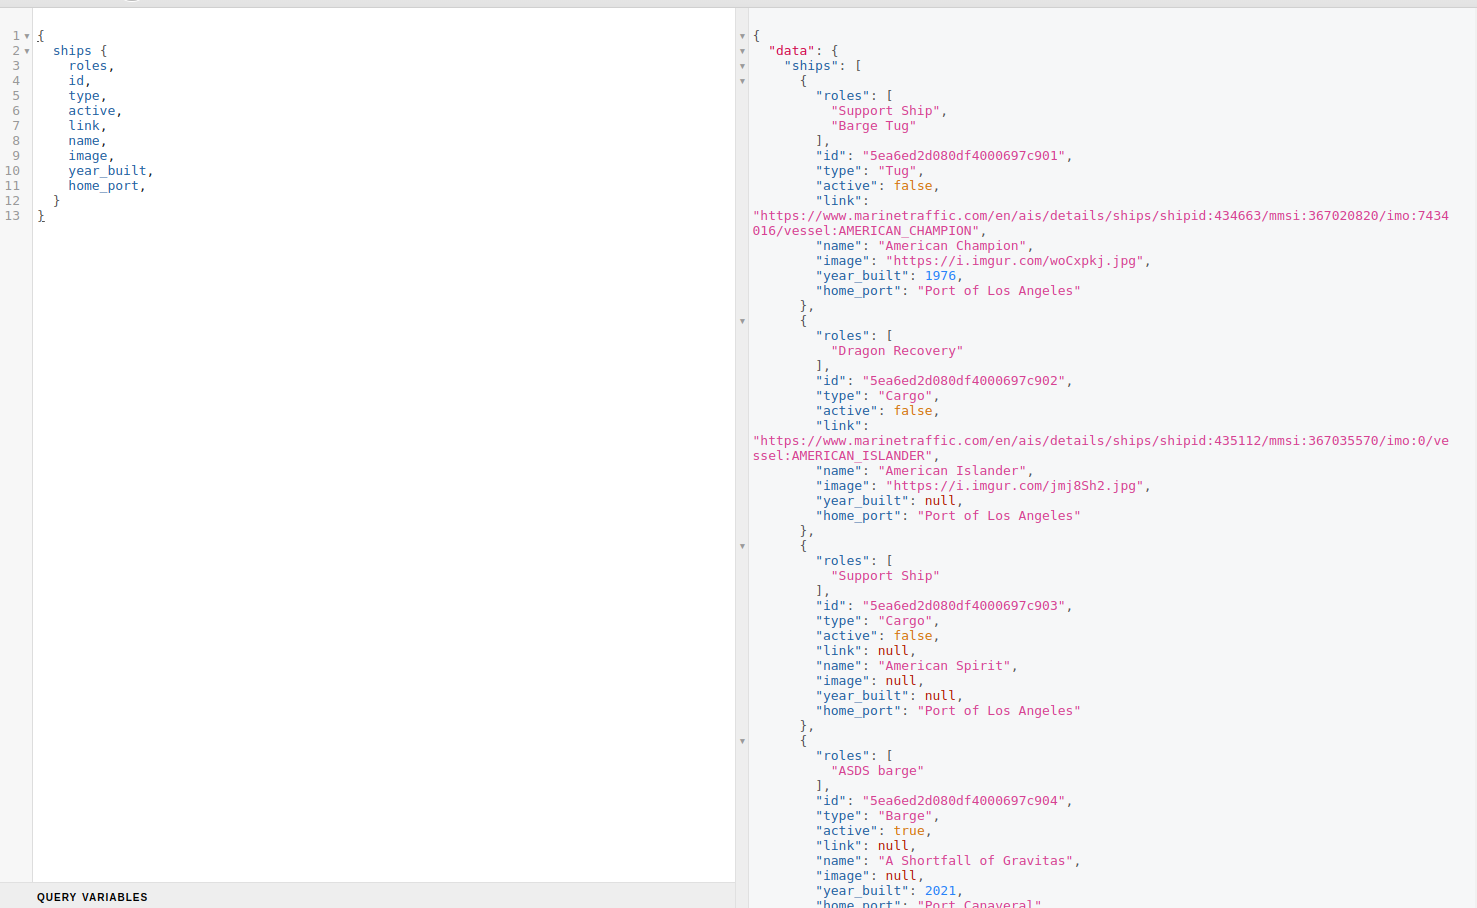 1 {
2 ships {
3 roles,
4 id,
5 type,
6 active,
7 link,
8 name,
9 image,
10 year_built,
11 home_port,
12 }
13 }
QUERY VARIABLES
{
"data": {
"ships": [
{
"roles": [
"Support Ship",
"Barge Tug"
],
"id": "5ea6ed2d080df4000697c901",
"type": "Tug",
"active": false,
"link":
"https://www.marinetraffic.com/en/ais/details/ships/shipid:434663/mmsi:367020820/imo:7434
016/vessel:AMERICAN_CHAMPION",
"name": "American Champion",
"image": "https://i.imgur.com/woCxpkj.jpg",
"year_built": 1976,
"home_port": "Port of Los Angeles"
},
{
"roles": [
"Dragon Recovery"
],
"id": "5ea6ed2d080df4000697c902",
"type": "Cargo",
"active": false,
"link":
"https://www.marinetraffic.com/en/ais/details/ships/shipid:435112/mmsi:367035570/imo:0/ve
ssel:AMERICAN_ISLANDER",
"name": "American Islander",
"image": "https://i.imgur.com/jmj8Sh2.jpg",
"year_built": null,
"home_port": "Port of Los Angeles"
},
{
"roles": [
"Support Ship"
],
"id": "5ea6ed2d080df4000697c903",
"type": "Cargo",
"active": false,
"link": null,
"name": "American Spirit",
"image": null,
"year_built": null,
"home_port": "Port of Los Angeles"
},
{
"roles": [
"ASDS barge"
],
"id": "5ea6ed2d080df4000697c904",
"type": "Barge",
"active": true,
"link": null,
"name": "A Shortfall of Gravitas",
"image": null,
"year_built": 2021,
"home_port": "Port Canaveral"